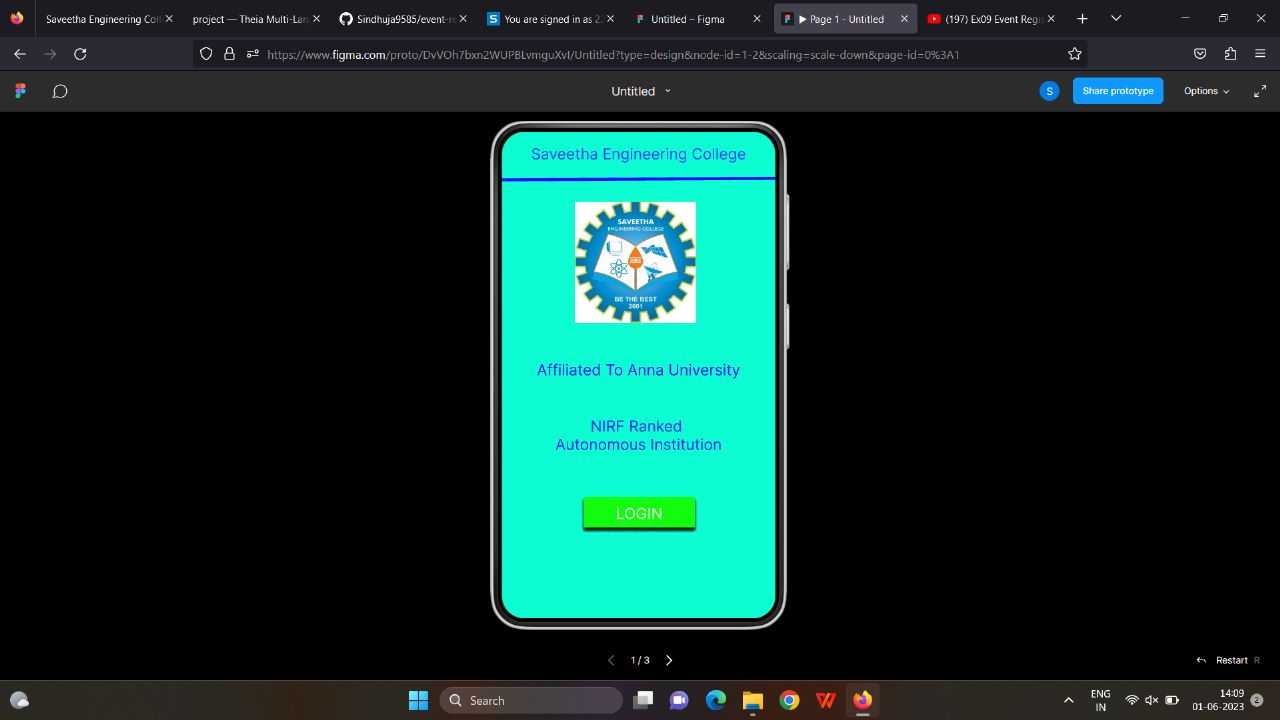 Saveetha Engineering Coll
project — Theia Multi-Lang
Sindhuja9585/event-r
You are signed in as 2
Untitled – Figma
▶ Page 1 - Untitled
(197) Ex09 Event Regis
https://www.figma.com/proto/DvVOh7bxn2WUPBLvmguXvI/Untitled?type=design&node-id=1-2&scaling=scale-down&page-id=0%3A1
Untitled
S
Share prototype
Options
Saveetha Engineering College
SAVEETHA
ENGINEERING COLLEGE
BE THE BEST
2001
Affiliated To Anna University
NIRF Ranked
Autonomous Institution
LOGIN
1 / 3
Restart R
Search
ENG
IN
14:09
01-06-2023
2